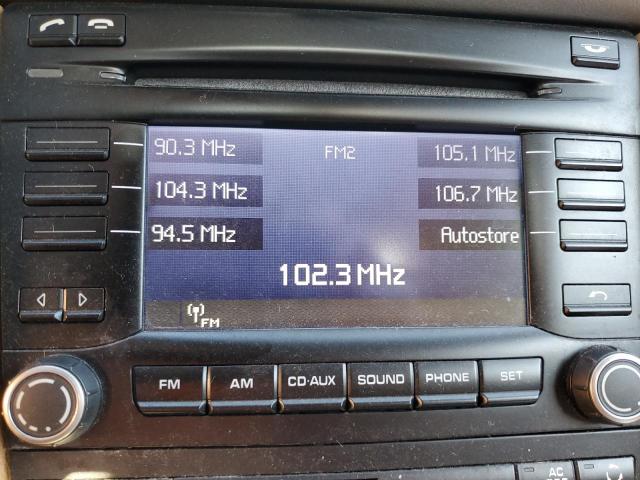 90.3 MHz FM2 105.1 MHz
104.3 MHz 106.7 MHz
94.5 MHz Autostore
102.3 MHz
FM
FM AM CD·AUX SOUND PHONE SET
AC